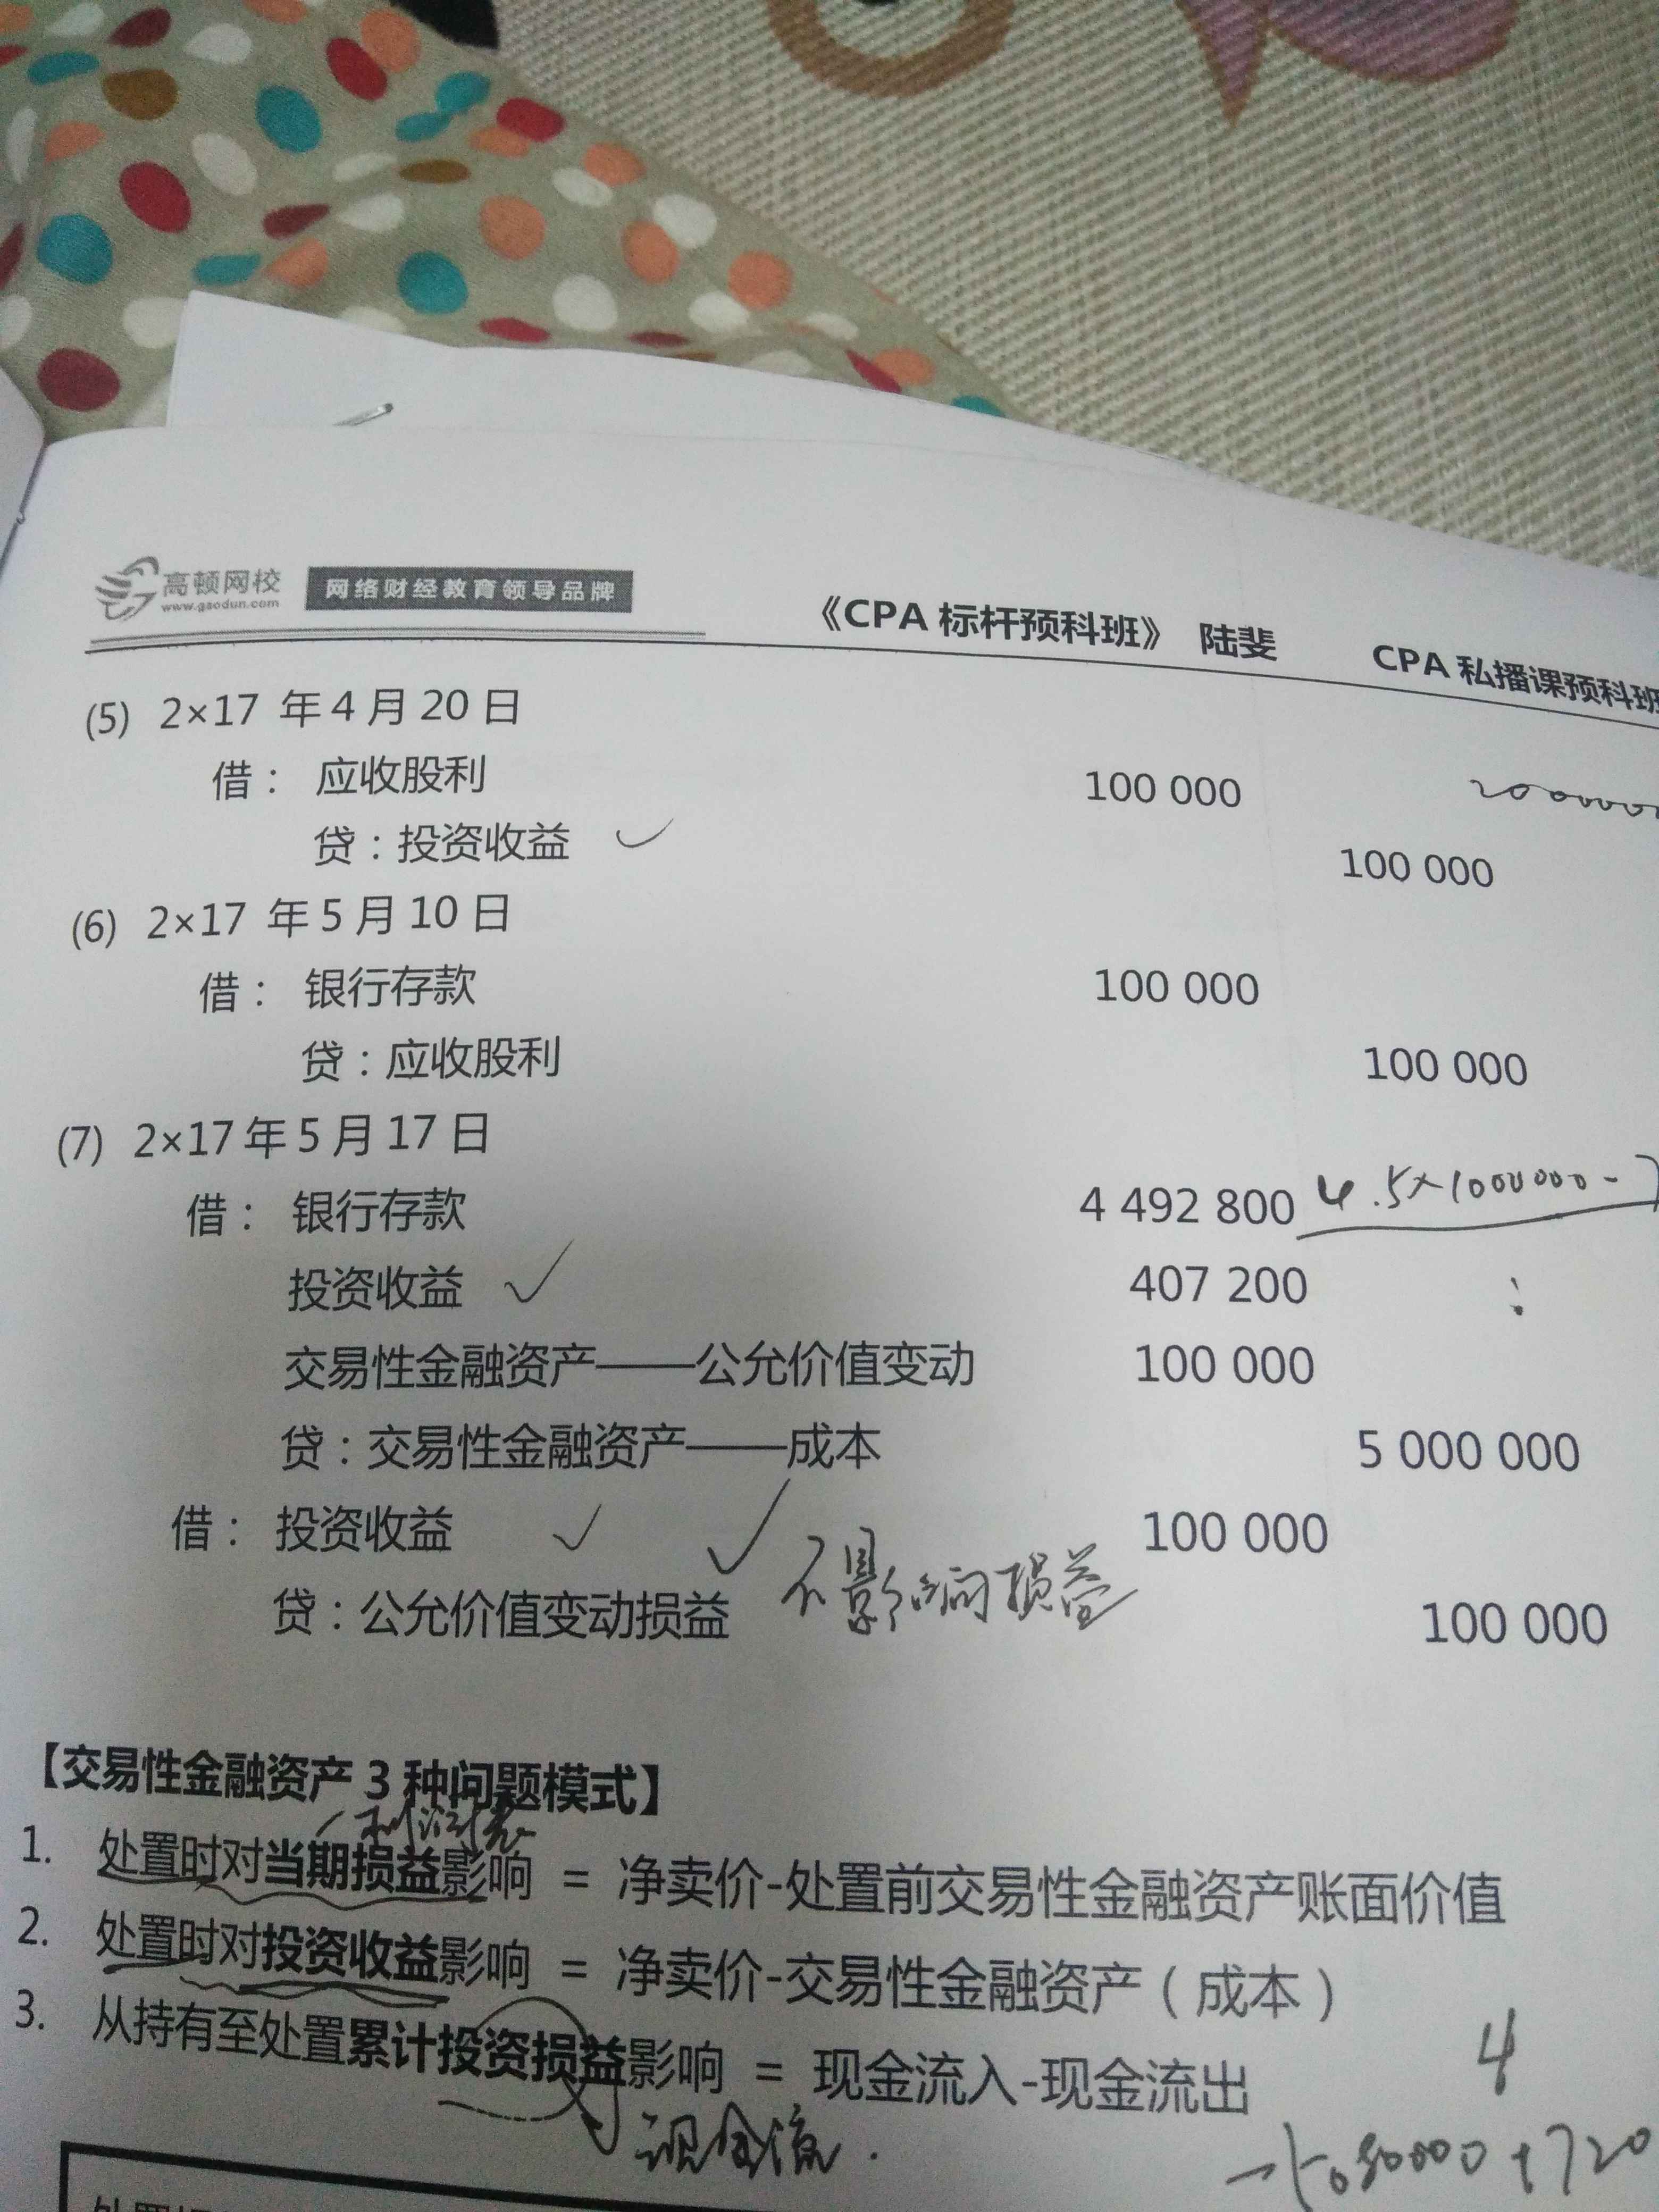 高顿网校
www.gaodun.com
网络财经教育领导品牌
《CPA 标杆预科班》 陆斐 CPA 私播课预科班
(5) 2×17 年 4 月 20 日
借： 应收股利 100 000
贷：投资收益 100 000
(6) 2×17 年 5 月 10 日
借： 银行存款 100 000
贷：应收股利 100 000
(7) 2×17 年 5 月 17 日
借： 银行存款 4 492 800 4.5×1000000-7
投资收益 407 200
交易性金融资产——公允价值变动 100 000
贷：交易性金融资产——成本 5 000 000
借： 投资收益 100 000
不影响损益
贷：公允价值变动损益 100 000
【交易性金融资产 3 种问题模式】
利润表
1. 处置时对当期损益影响 = 净卖价-处置前交易性金融资产账面价值
2. 处置时对投资收益影响 = 净卖价-交易性金融资产（成本）
3. 从持有至处置累计投资损益影响 = 现金流入-现金流出
4
现金流.